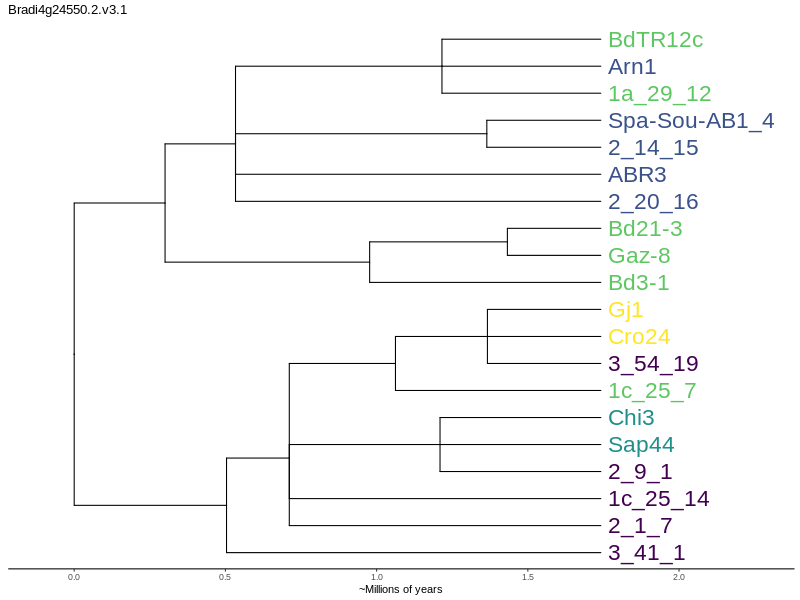 Bradi4g24550.2.v3.1
BdTR12c
Arn1
1a_29_12
Spa-Sou-AB1_4
2_14_15
ABR3
2_20_16
Bd21-3
Gaz-8
Bd3-1
Gj1
Cro24
3_54_19
1c_25_7
Chi3
Sap44
2_9_1
1c_25_14
2_1_7
3_41_1
0.0 0.5 1.0 1.5 2.0
~Millions of years